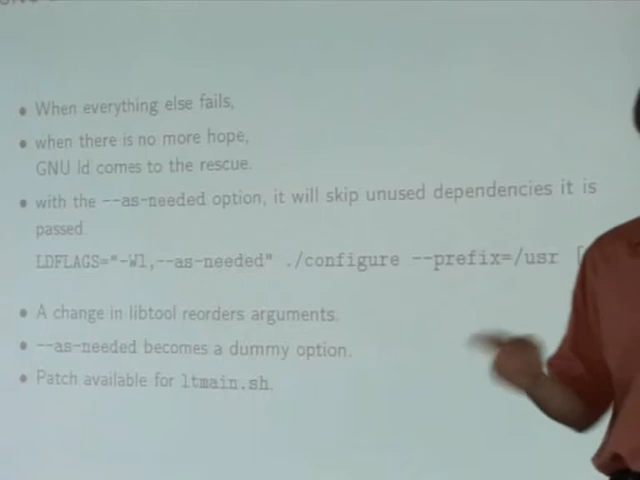 When everything else fails,
when there is no more hope,
GNU ld comes to the rescue.
with the --as-needed option, it will skip unused dependencies it is
passed.
LDFLAGS="-Wl,--as-needed" ./configure --prefix=/usr [
A change in libtool reorders arguments.
--as-needed becomes a dummy option.
Patch available for ltmain.sh.